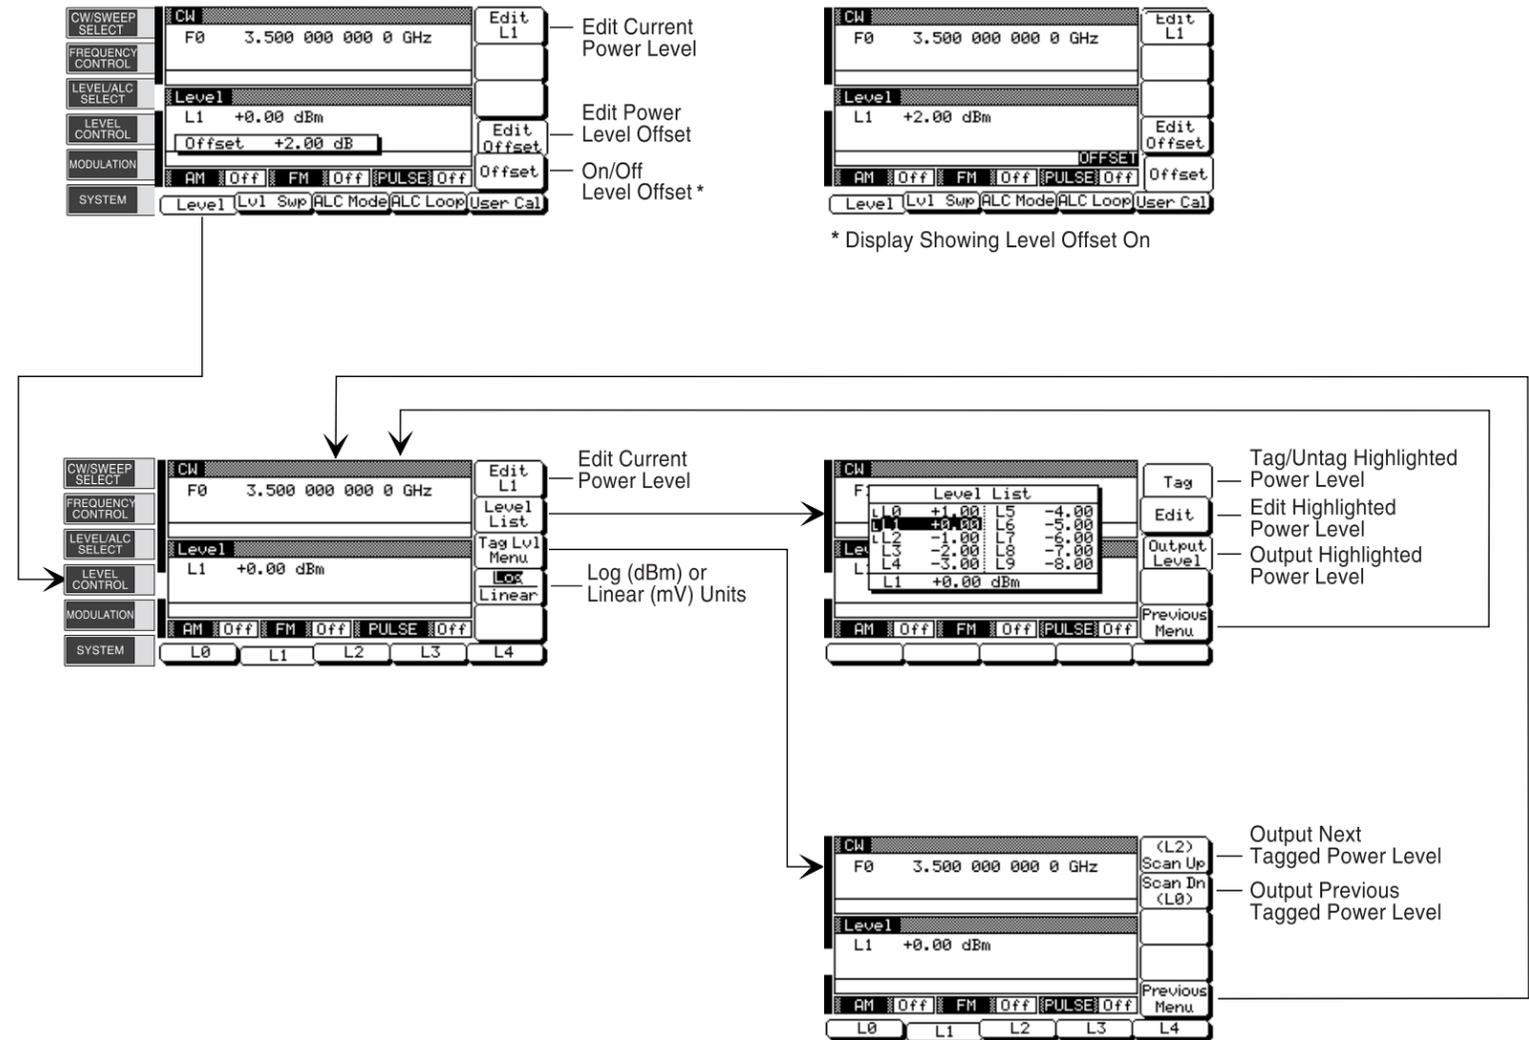 CW/SWEEP
SELECT
FREQUENCY
CONTROL
LEVEL/ALC
SELECT
LEVEL
CONTROL
MODULATION
SYSTEM
CW
F0 3.500 000 000 0 GHz
Level
L1 +0.00 dBm
Offset +2.00 dB
AM Off FM Off PULSE Off
Level Lvl Swp ALC Mode ALC Loop User Cal
Edit
L1
Edit
Offset
Offset
Edit Current
Power Level
Edit Power
Level Offset
On/Off
Level Offset *
CW
F0 3.500 000 000 0 GHz
Level
L1 +2.00 dBm
OFFSET
AM Off FM Off PULSE Off
Level Lvl Swp ALC Mode ALC Loop User Cal
Edit
L1
Edit
Offset
Offset
* Display Showing Level Offset On
CW/SWEEP
SELECT
FREQUENCY
CONTROL
LEVEL/ALC
SELECT
LEVEL
CONTROL
MODULATION
SYSTEM
CW
F0 3.500 000 000 0 GHz
Level
L1 +0.00 dBm
AM Off FM Off PULSE Off
L0 L1 L2 L3 L4
Edit
L1
Level
List
Tag Lvl
Menu
Log
Linear
Edit Current
Power Level
Log (dBm) or
Linear (mV) Units
CW
Level List
LL0 +1.00 L5 -4.00
LL1 +0.00 L6 -5.00
LL2 -1.00 L7 -6.00
L3 -2.00 L8 -7.00
L4 -3.00 L9 -8.00
L1 +0.00 dBm
AM Off FM Off PULSE Off
Tag
Edit
Output
Level
Previous
Menu
Tag/Untag Highlighted
Power Level
Edit Highlighted
Power Level
Output Highlighted
Power Level
CW
F0 3.500 000 000 0 GHz
Level
L1 +0.00 dBm
AM Off FM Off PULSE Off
L0 L1 L2 L3 L4
(L2)
Scan Up
Scan Dn
(L0)
Previous
Menu
Output Next
Tagged Power Level
Output Previous
Tagged Power Level